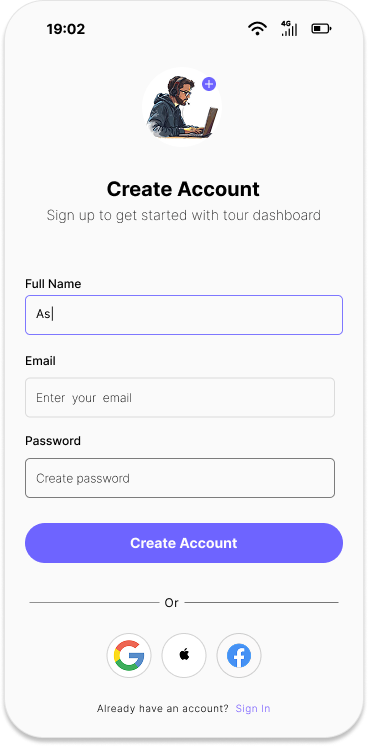 19:02
4G
Create Account
Sign up to get started with tour dashboard
Full Name
As
Email
Enter your email
Password
Create password
Create Account
Or
Already have an account? Sign In